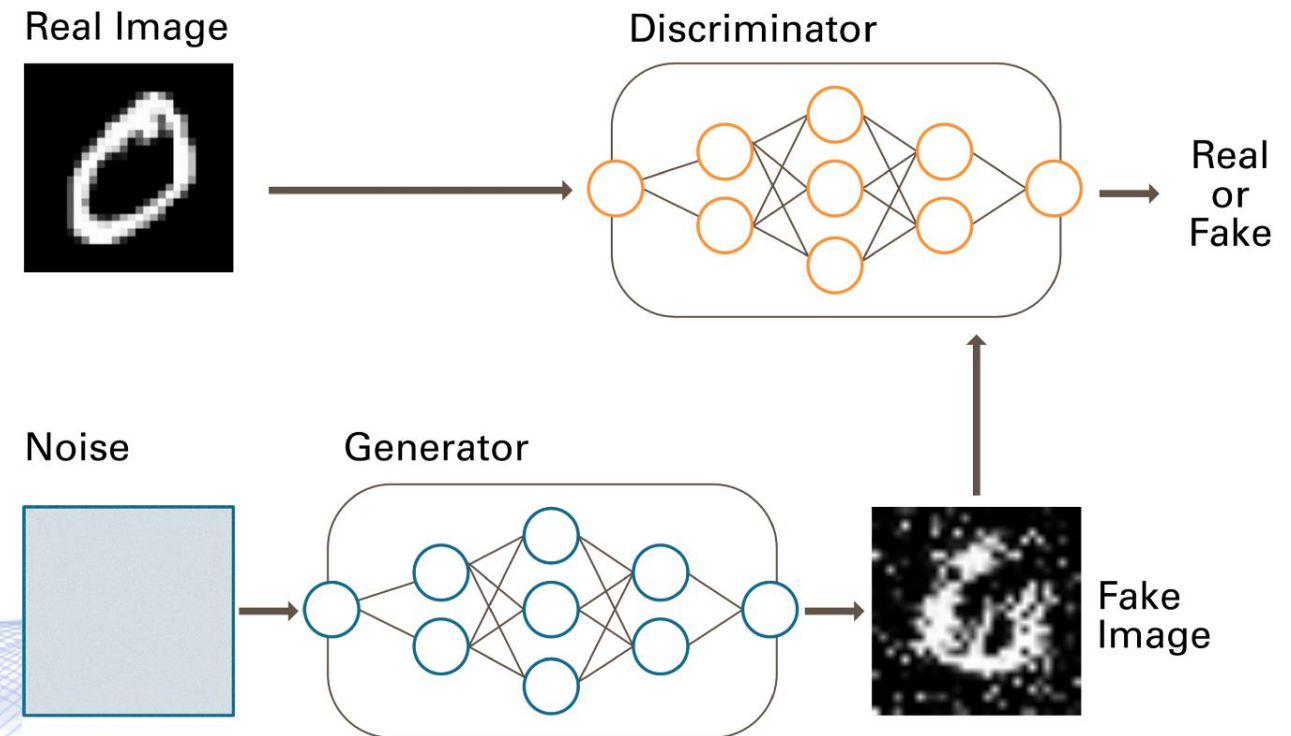 Real Image
Discriminator
Real
or
Fake
Noise
Generator
Fake
Image